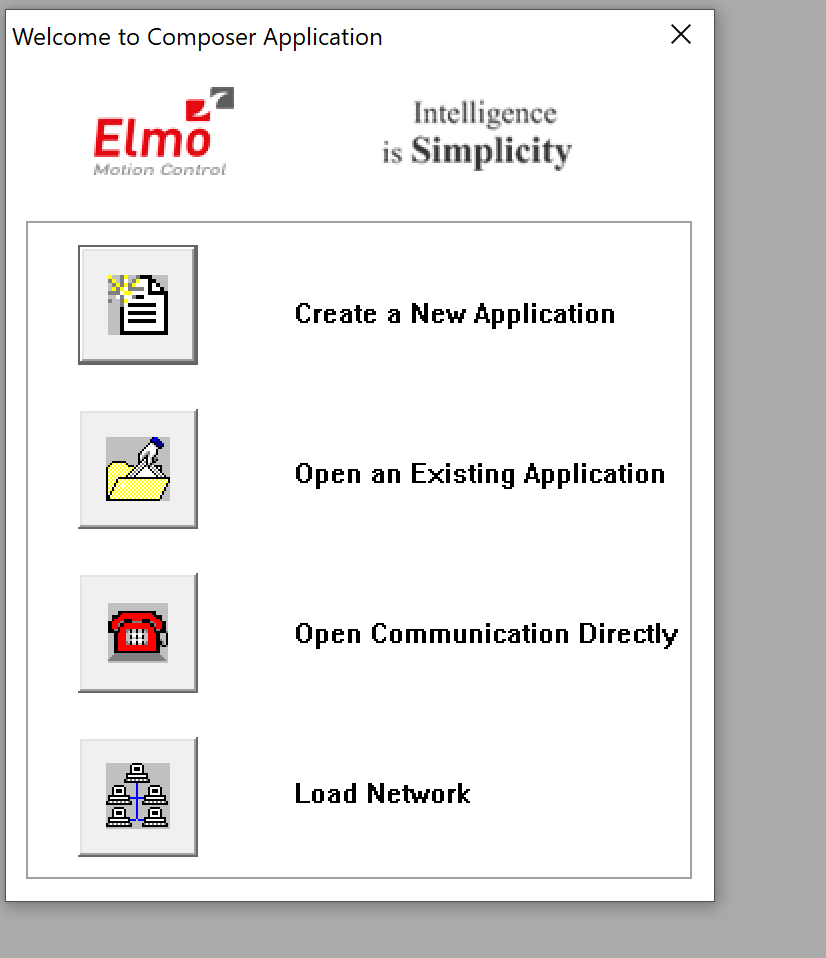 Welcome to Composer Application
Elmo
Motion Control
Intelligence
is Simplicity
Create a New Application
Open an Existing Application
Open Communication Directly
Load Network